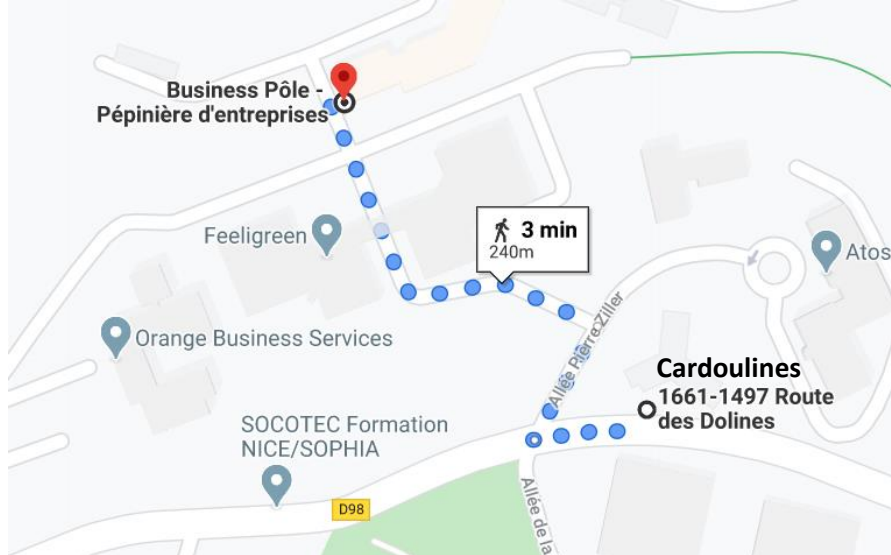 Business Pôle -
Pépinière d'entreprises
3 min
240m
Feeligreen
Atos
Allée Pierre Ziller
Orange Business Services
Cardoulines
1661-1497 Route
des Dolines
SOCOTEC Formation
NICE/SOPHIA
D98
Allée de la